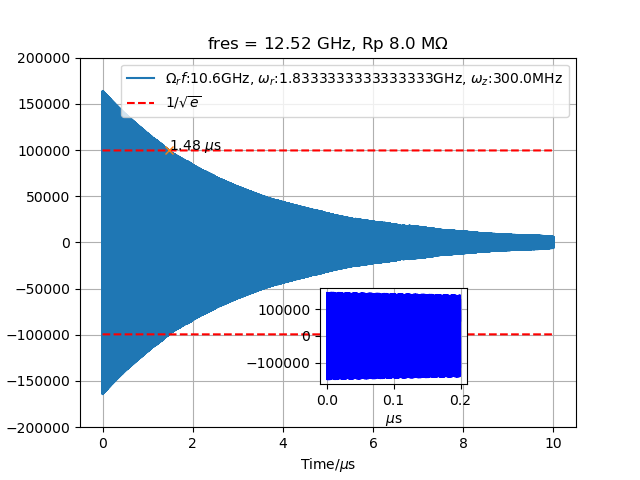 fres = 12.52 GHz, Rp 8.0 MΩ
200000
150000
100000
50000
0
−50000
−100000
−150000
−200000
Ω_rf:10.6GHz, ω_r:1.8333333333333333GHz, ω_z:300.0MHz
1/√e
1.48 μs
100000
0
−100000
0.0 0.1 0.2
μs
0 2 4 6 8 10
Time/μs